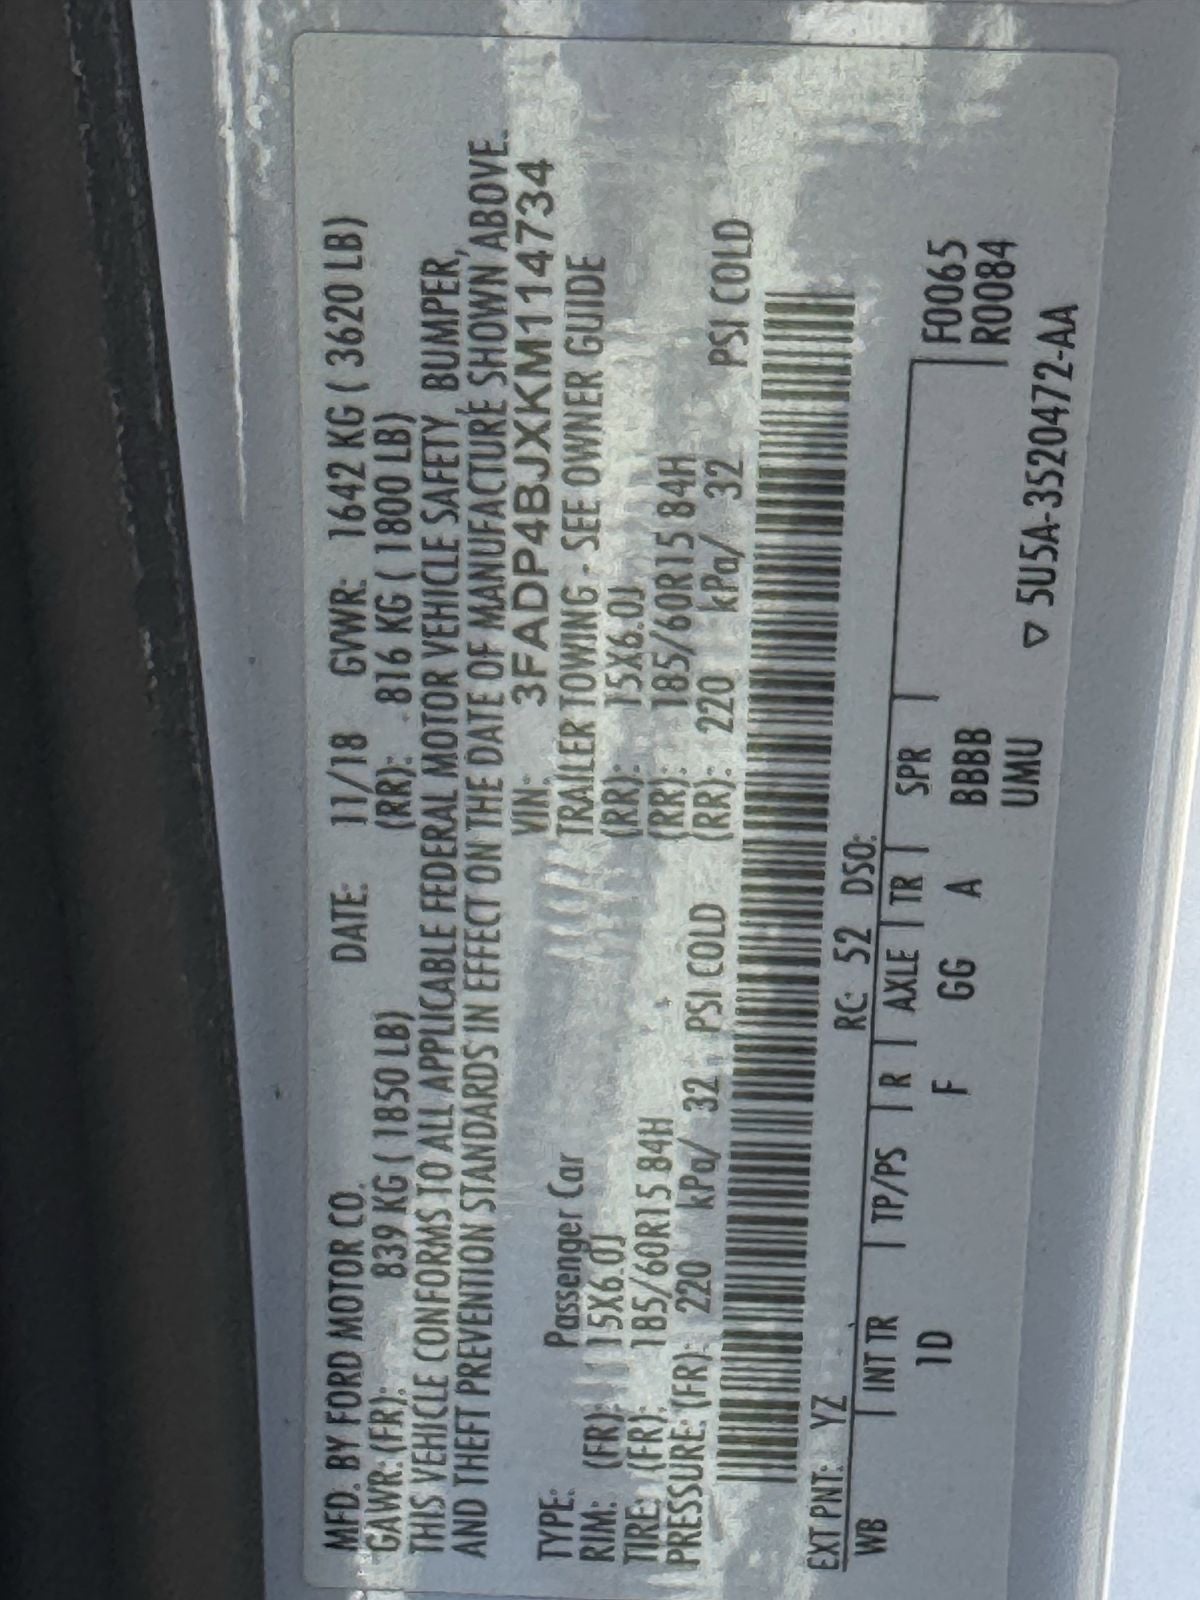 MFD. BY FORD MOTOR CO. DATE: 11/18 GVWR: 1642 KG ( 3620 LB)
GAWR: (FR): 839 KG ( 1850 LB) (RR): 816 KG ( 1800 LB)
THIS VEHICLE CONFORMS TO ALL APPLICABLE FEDERAL MOTOR VEHICLE SAFETY, BUMPER,
AND THEFT PREVENTION STANDARDS IN EFFECT ON THE DATE OF MANUFACTURE SHOWN ABOVE.
VIN: 3FADP4BJXKM114734
TYPE: Passenger Car TRAILER TOWING - SEE OWNER GUIDE
RIM: (FR): 15X6.0J (RR): 15X6.0J
TIRE: (FR): 185/60R15 84H (RR): 185/60R15 84H
PRESSURE: (FR): 220 kPa/ 32 PSI COLD (RR): 220 kPa/ 32 PSI COLD
EXT PNT: YZ RC: 52 DSO:
WB INT TR TP/PS R AXLE TR SPR F0065
1D F GG A BBBB R0084
UMU
▽ 5U5A-3520472-AA